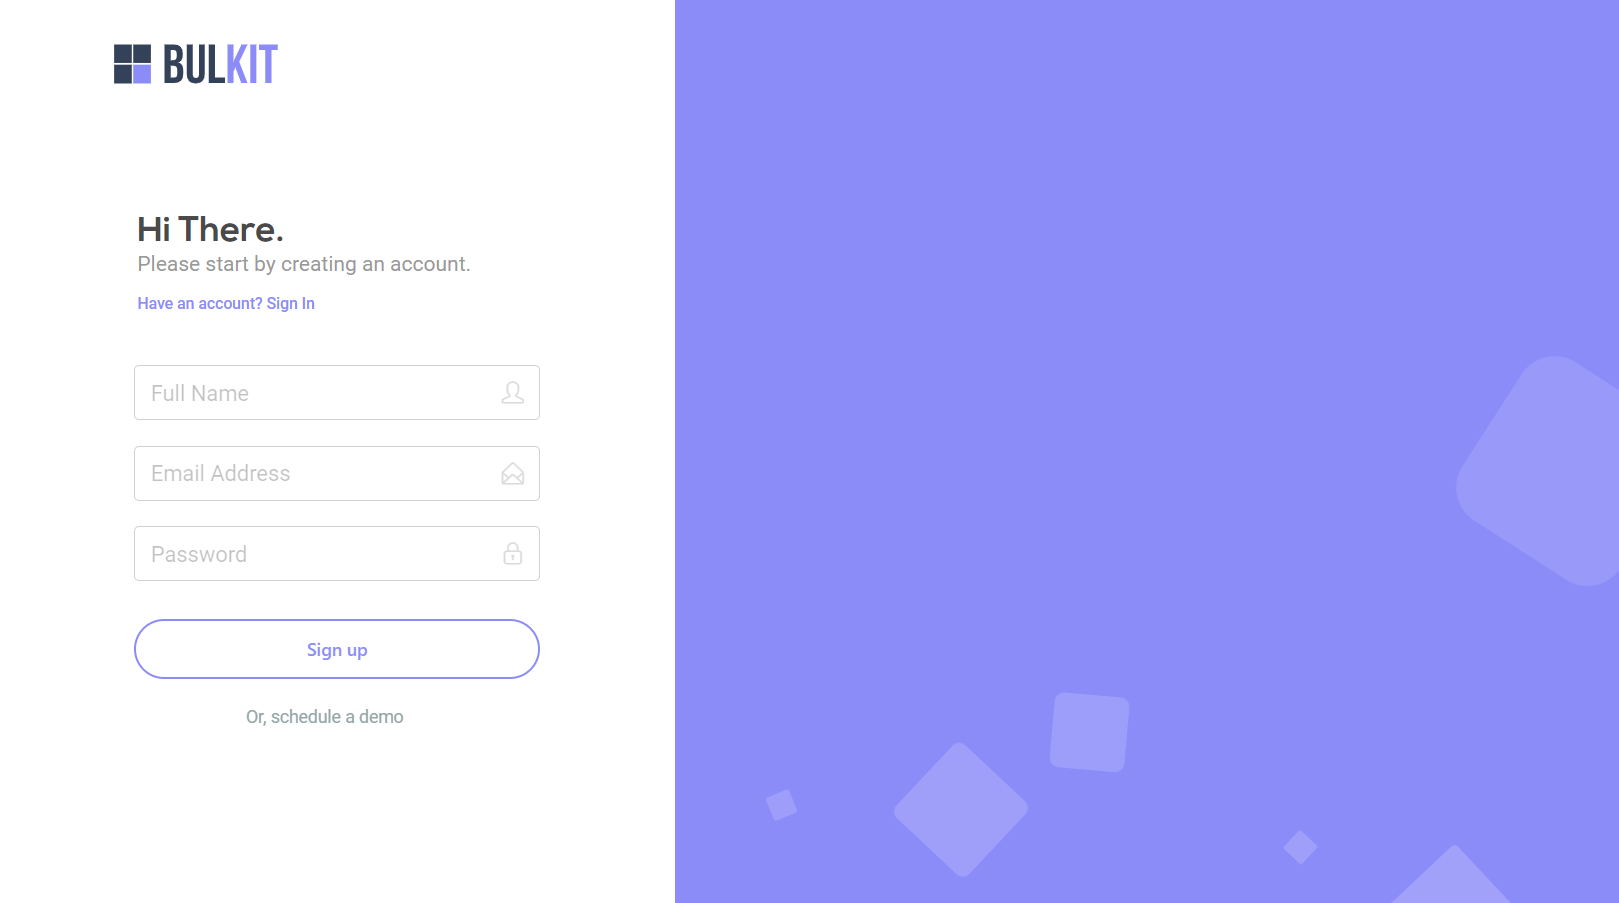 BULKIT
Hi There.
Please start by creating an account.
Have an account? Sign In
Full Name
Email Address
Password
Sign up
Or, schedule a demo